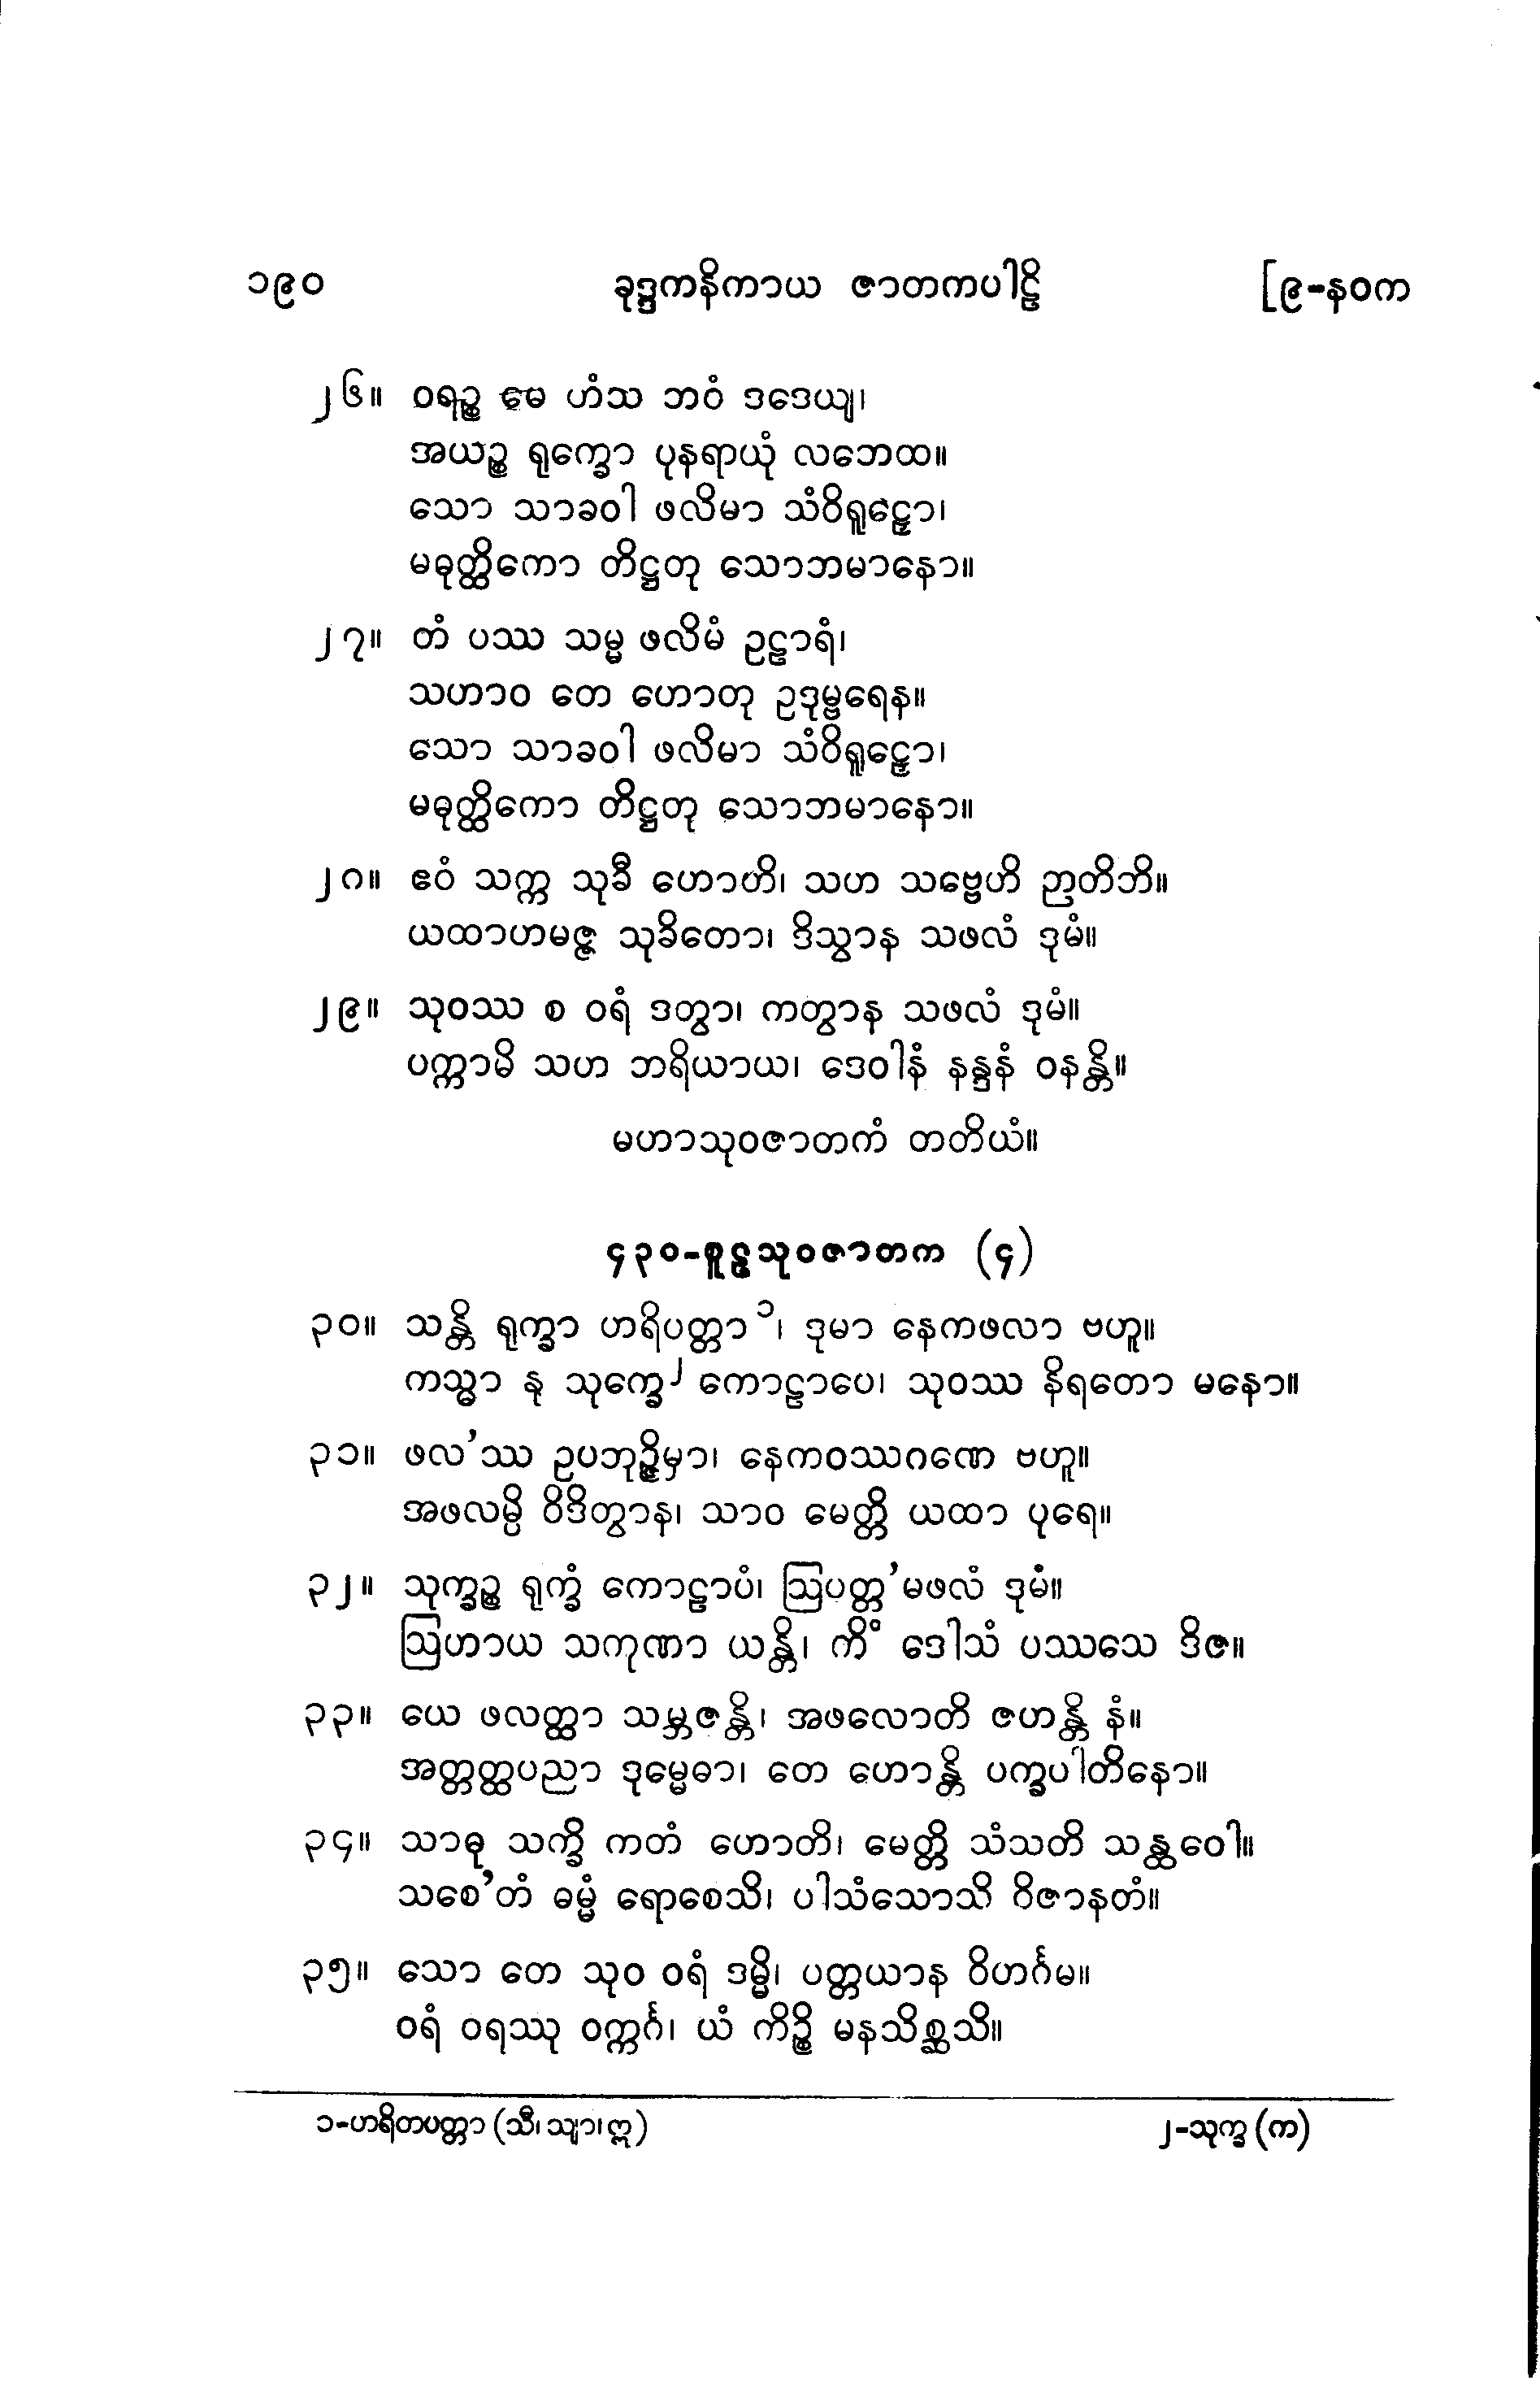 ၁၉၀ ခုဒ္ဒကနိကာယ ဇာတကပါဠိ [၉-နဝက
၂၆။ ဝရဉ္စ မေ ဟံသ ဘဝံ ဒဒေယျ၊
အယဉ္စ ရုက္ခော ပုနရာယုံ လဘေထ။
သော သာခဝါ ဖလိမာ သံဝိရူဠှော၊
မဓုတ္ထိကော တိဋ္ဌတု သောဘမာနော။
၂၇။ တံ ပဿ သမ္မ ဖလိမံ ဥဠာရံ၊
သဟာဝ တေ ဟောတု ဥဒုမ္ဗရေန။
သော သာခဝါ ဖလိမာ သံဝိရူဠှော၊
မဓုတ္ထိကော တိဋ္ဌတု သောဘမာနော။
၂၈။ ဧဝံ သက္က သုခီ ဟောဟိ၊ သဟ သဗ္ဗေဟိ ဉာတိဘိ။
ယထာဟမဇ္ဇ သုခိတော၊ ဒိသွာန သဖလံ ဒုမံ။
၂၉။ သုဝဿ စ ဝရံ ဒတွာ၊ ကတွာန သဖလံ ဒုမံ။
ပက္ကာမိ သဟ ဘရိယာယ၊ ဒေဝါနံ နန္ဒနံ ဝနန္တိ။
မဟာသုဝဇာတကံ တတိယံ။
၄၃၀-စူဠသုဝဇာတက (၄)
၃၀။ သန္တိ ရုက္ခာ ဟရိပတ္တာ၁၊ ဒုမာ နေကဖလာ ဗဟူ။
ကသ္မာ နု သုက္ခေ၂ ကောဠာပေ၊ သုဝဿ နိရတော မနော။
၃၁။ ဖလ’ဿ ဥပဘုဉ္ဇိမှာ၊ နေကဝဿဂဏေ ဗဟူ။
အဖလမ္ပိ ဝိဒိတွာန၊ သာဝ မေတ္တိ ယထာ ပုရေ။
၃၂။ သုက္ခဉ္စ ရုက္ခံ ကောဠာပံ၊ ဩပတ္တ’မဖလံ ဒုမံ။
ဩဟာယ သကုဏာ ယန္တိ၊ ကိံ ဒေါသံ ပဿသေ ဒိဇ။
၃၃။ ယေ ဖလတ္ထာ သမ္ဘဇန္တိ၊ အဖလောတိ ဇဟန္တိ နံ။
အတ္တတ္ထပညာ ဒုမ္မေဓာ၊ တေ ဟောန္တိ ပက္ခပါတိနော။
၃၄။ သာဓု သက္ခိ ကတံ ဟောတိ၊ မေတ္တိ သံသတိ သန္ထဝေါ။
သစေ’တံ ဓမ္မံ ရောစေသိ၊ ပါသံသောသိ ဝိဇာနတံ။
၃၅။ သော တေ သုဝ ဝရံ ဒမ္မိ၊ ပတ္တယာန ဝိဟင်္ဂမ။
ဝရံ ဝရဿု ဝက္ကင်္ဂ၊ ယံ ကိဉ္စိ မနသိစ္ဆသိ။
၁-ဟရိတပတ္တာ (သီ၊ သျာ၊ ဣ) ၂-သုက္ခ (က)